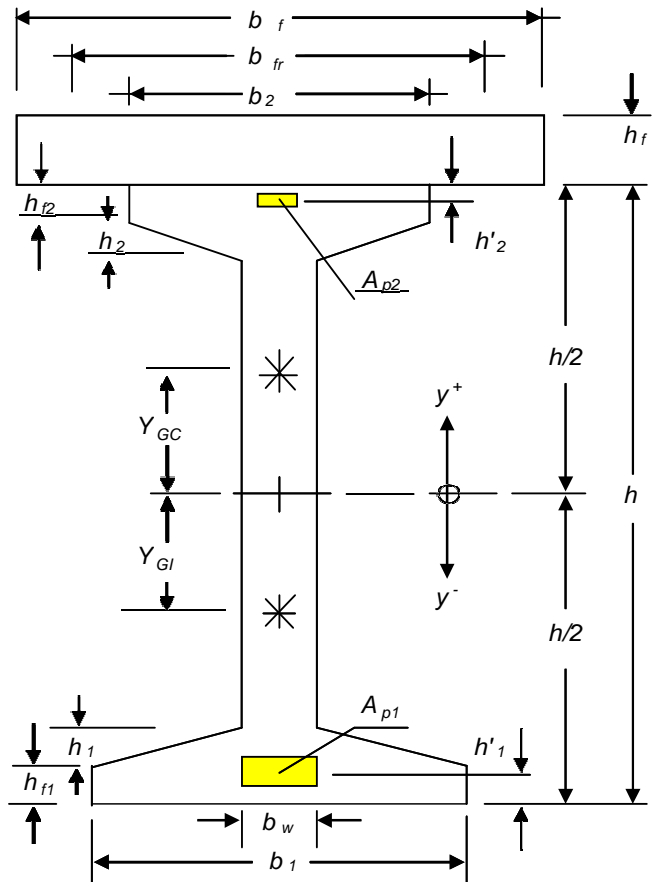 b f
b fr
b 2
h f
h f2
h 2
h'2
A p2
h/2
y+
Y GC
h
Y GI
y-
h/2
A p1
h 1
h'1
h f1
b w
b 1